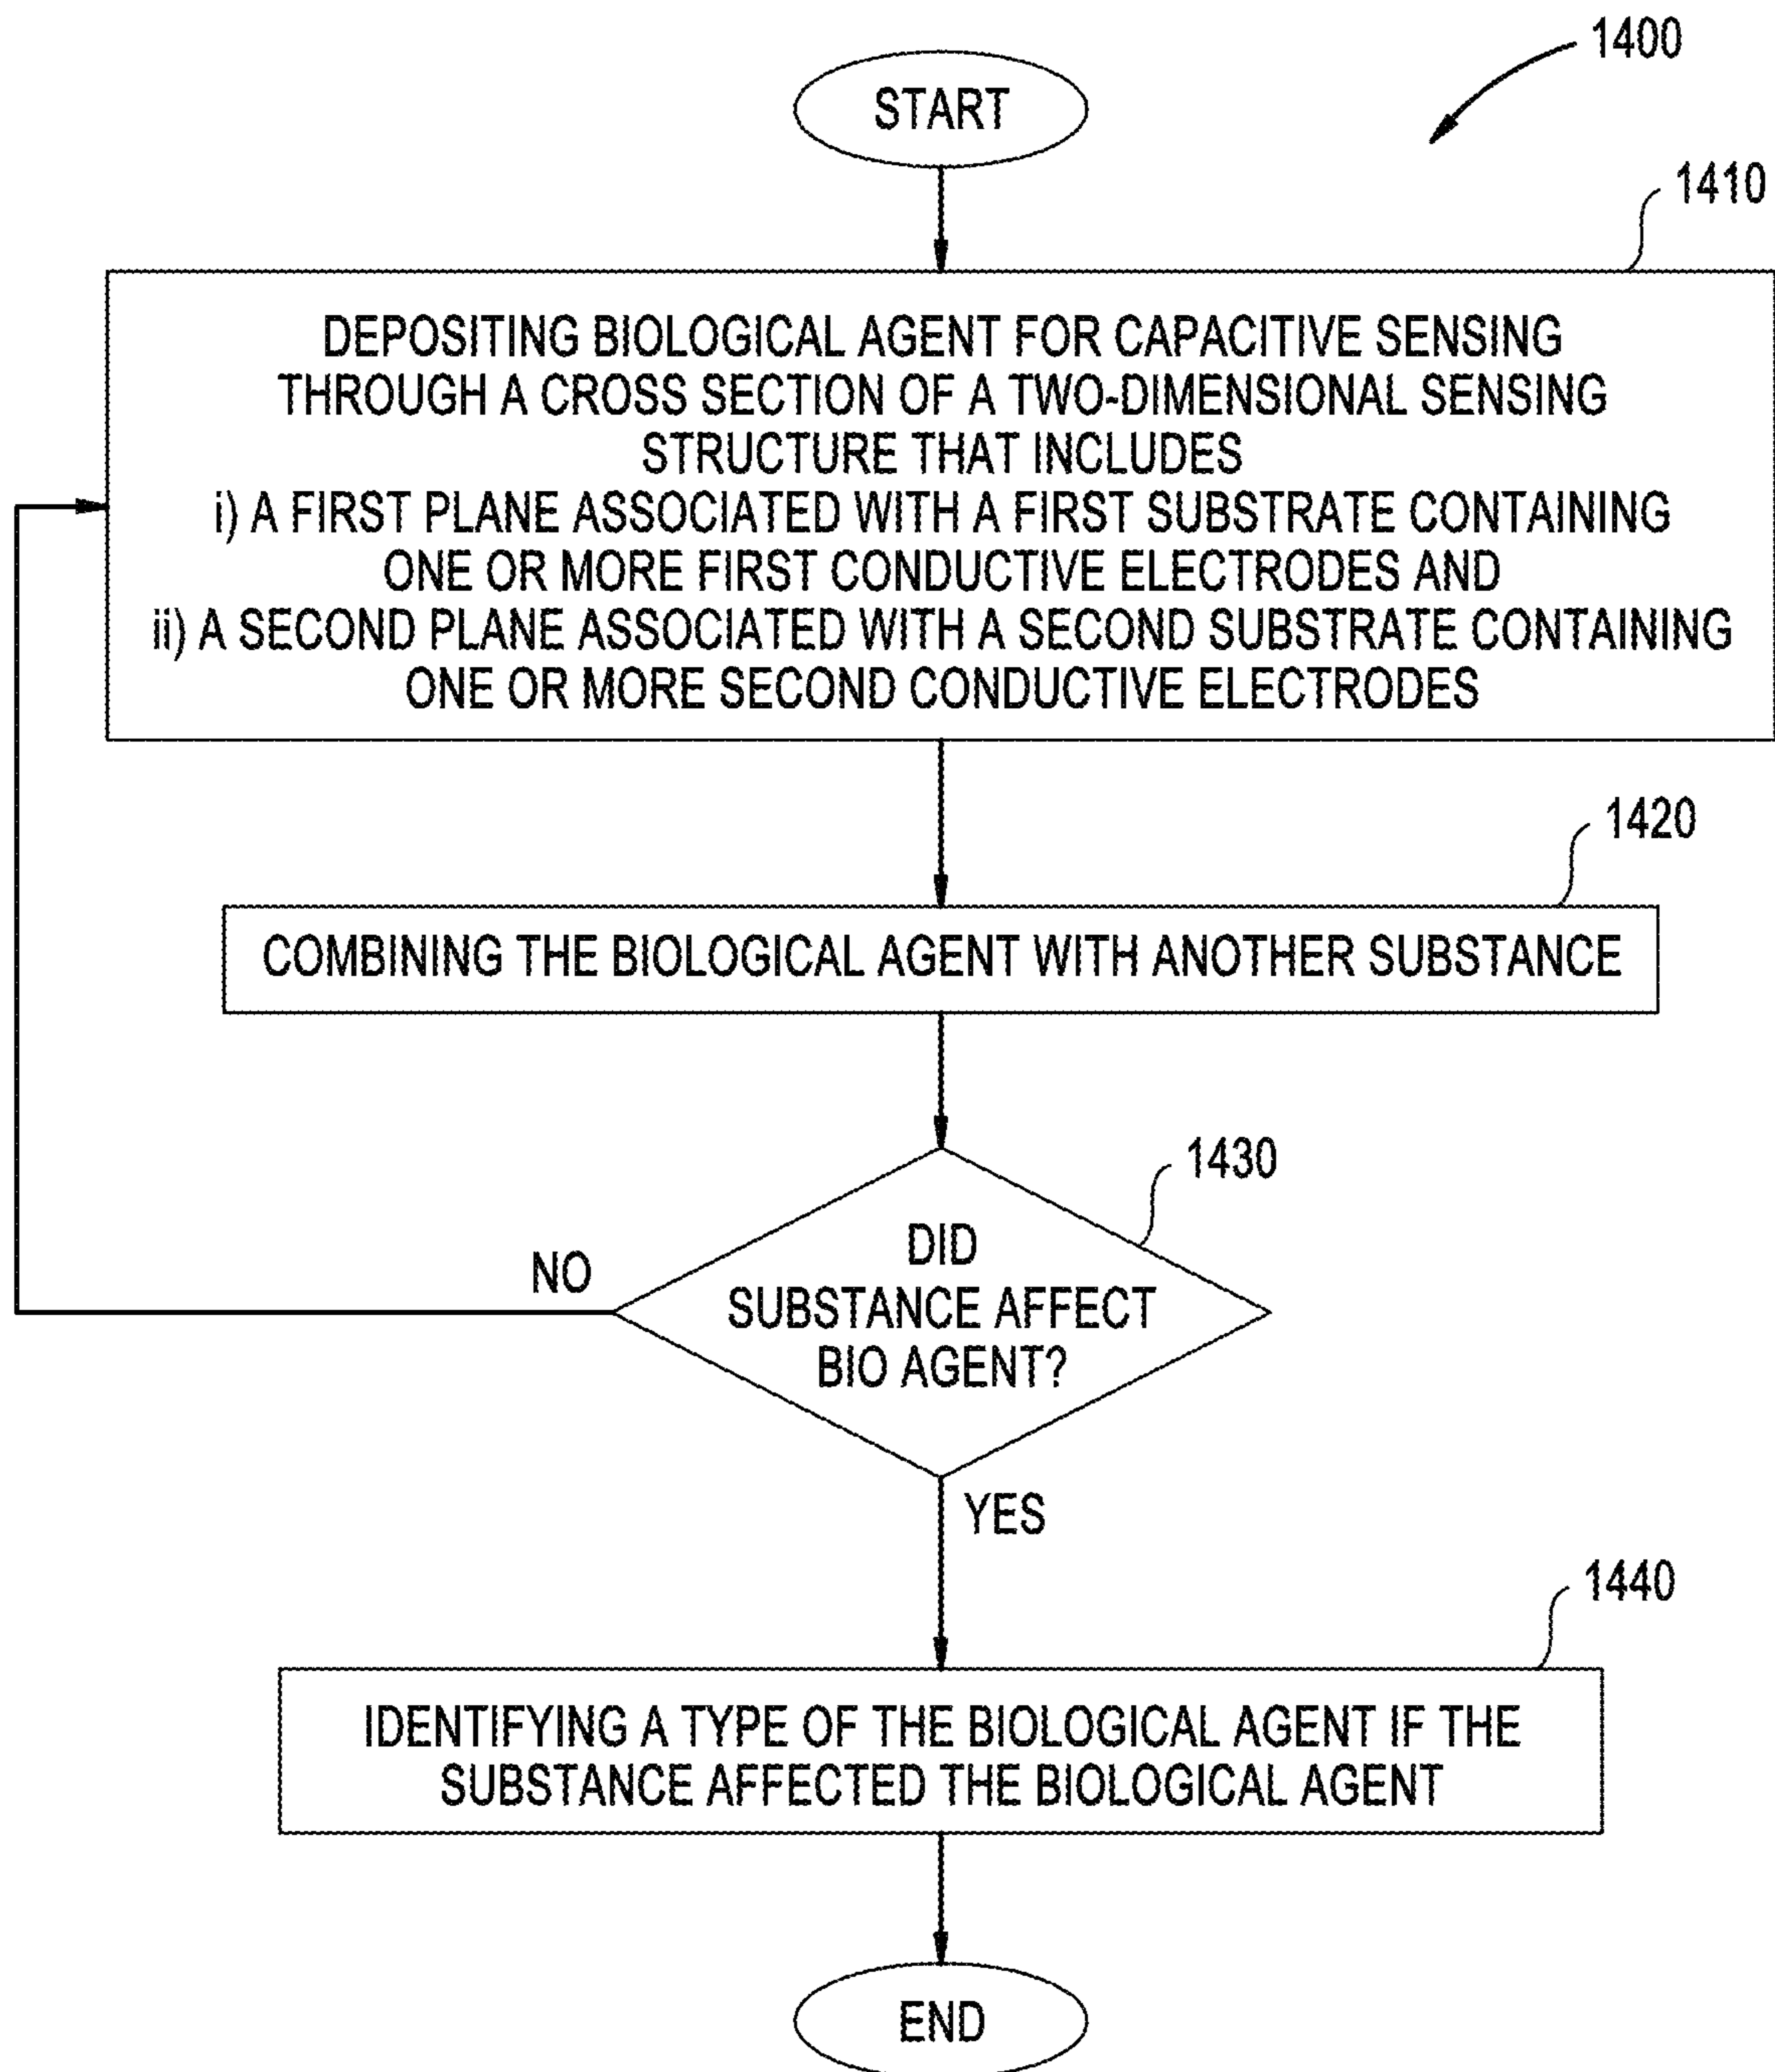 1400
START
1410
DEPOSITING BIOLOGICAL AGENT FOR CAPACITIVE SENSING
THROUGH A CROSS SECTION OF A TWO-DIMENSIONAL SENSING
STRUCTURE THAT INCLUDES
i) A FIRST PLANE ASSOCIATED WITH A FIRST SUBSTRATE CONTAINING
ONE OR MORE FIRST CONDUCTIVE ELECTRODES AND
ii) A SECOND PLANE ASSOCIATED WITH A SECOND SUBSTRATE CONTAINING
ONE OR MORE SECOND CONDUCTIVE ELECTRODES
1420
COMBINING THE BIOLOGICAL AGENT WITH ANOTHER SUBSTANCE
1430
DID
SUBSTANCE AFFECT
BIO AGENT?
NO
YES
1440
IDENTIFYING A TYPE OF THE BIOLOGICAL AGENT IF THE
SUBSTANCE AFFECTED THE BIOLOGICAL AGENT
END